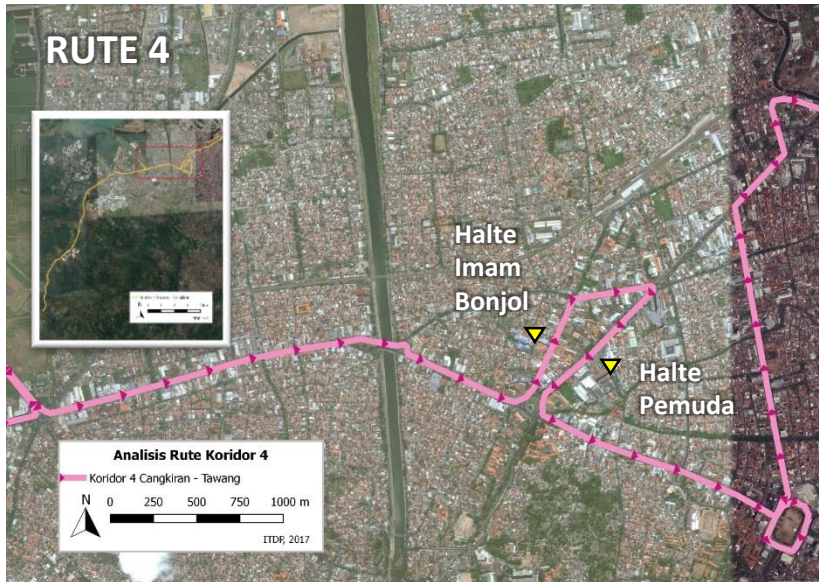 RUTE 4
Halte
Imam
Bonjol
Halte
Pemuda
Analisis Rute Koridor 4
Koridor 4 Cangkiran - Tawang
N
0 250 500 750 1000 m
ITDP, 2017